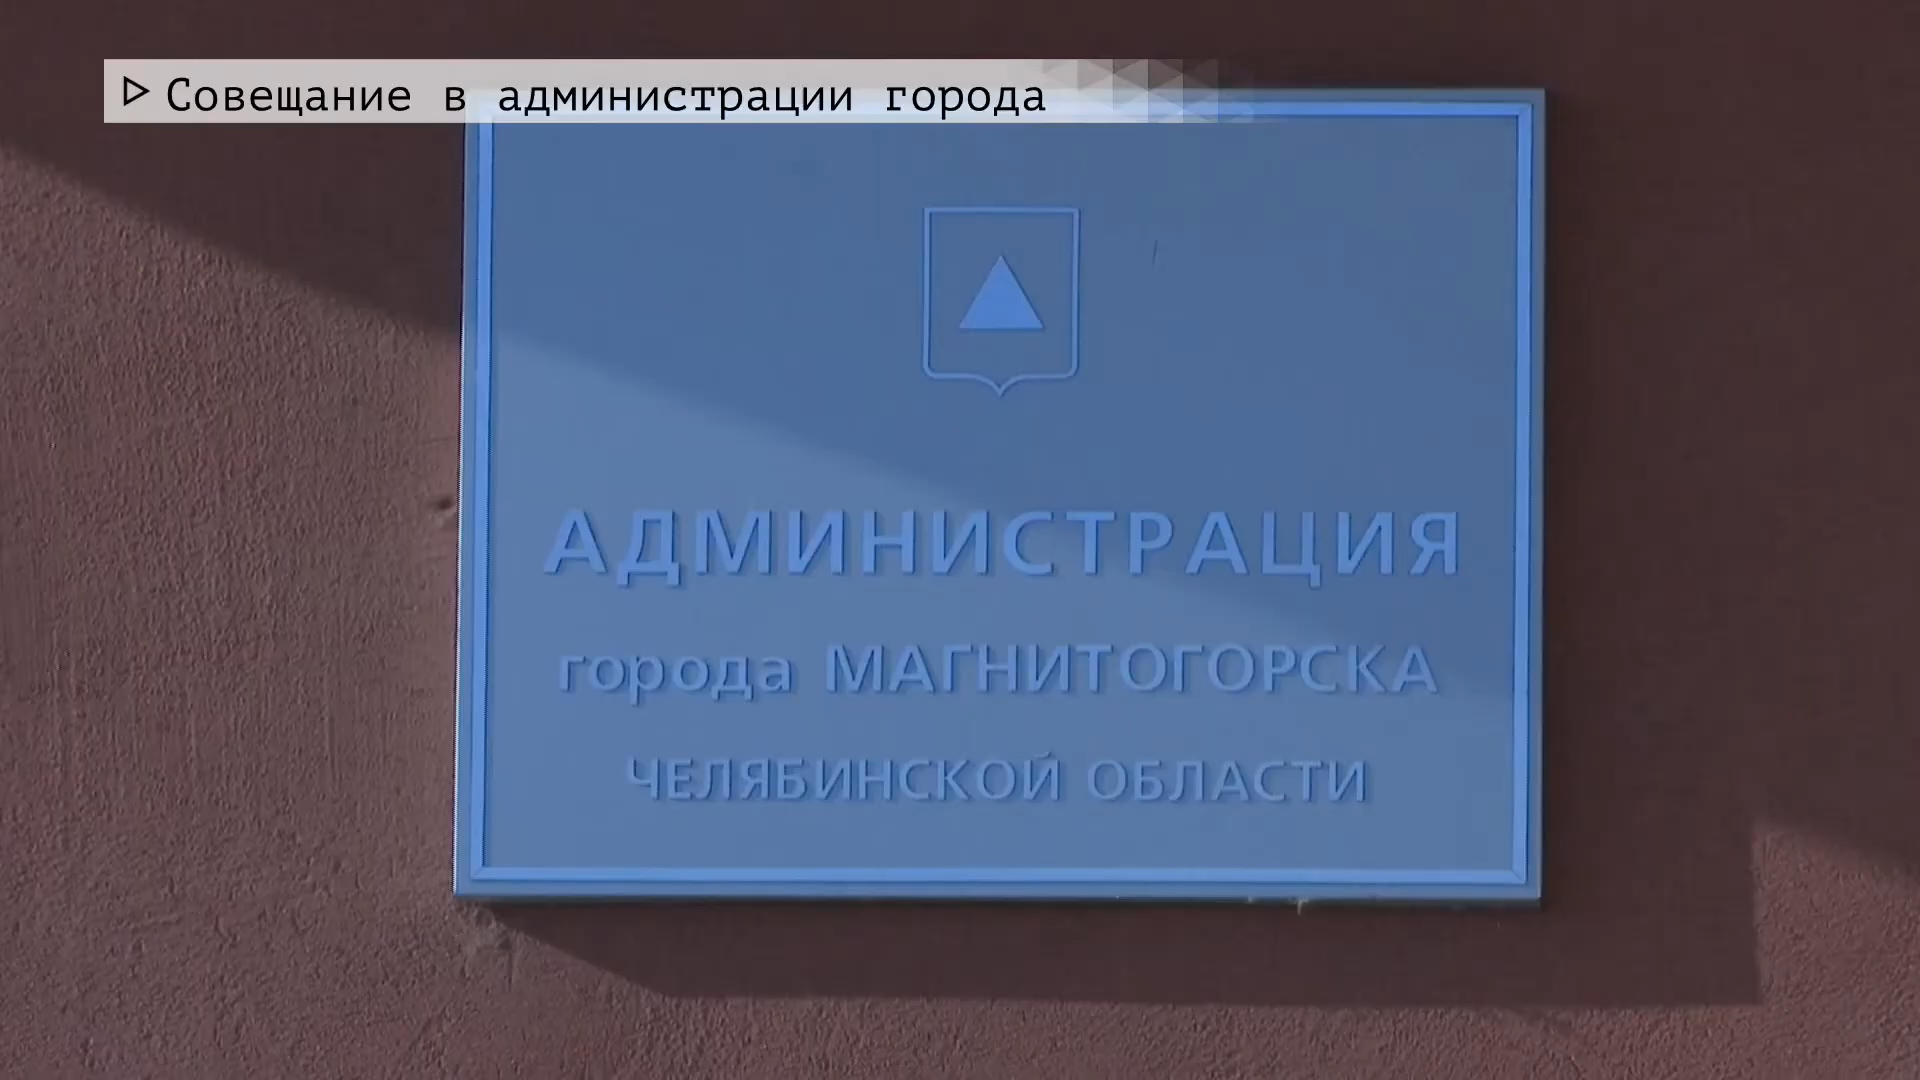 Совещание в администрации города
АДМИНИСТРАЦИЯ
города МАГНИТОГОРСКА
ЧЕЛЯБИНСКОЙ ОБЛАСТИ